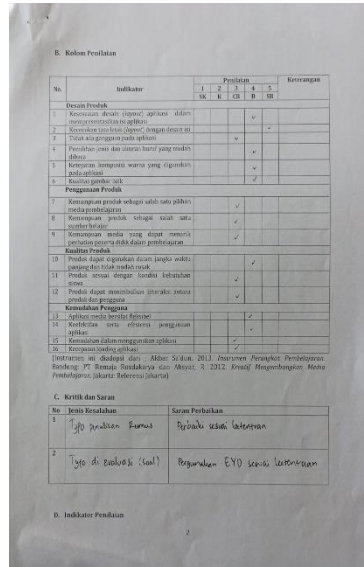 B. Kolom Penilaian
No. Indikator Penilaian Keterangan
1 2 3 4 5
SK K CB B SB
Desain Produk
1 Kesesuaian desain (layout) aplikasi dalam
merepresentasikan isi aplikasi ✓
2 Kesesuaian tata letak (layout) dengan desain isi ✓
3 Tidak ada gangguan pada aplikasi ✓
4 Pemilihan jenis dan ukuran huruf yang mudah
dibaca ✓
5 Ketepatan komposisi warna yang digunakan
pada aplikasi ✓
6 Kualitas gambar baik ✓
Penggunaan Produk
7 Kemampuan produk sebagai salah satu pilihan
media pembelajaran ✓
8 Kemampuan produk sebagai salah satu
sumber belajar ✓
9 Kemampuan media yang dapat menarik
perhatian peserta didik dalam pembelajaran ✓
Kualitas Produk
10 Produk dapat digunakan dalam jangka waktu
panjang dan tidak mudah rusak ✓
11 Produk sesuai dengan kondisi kebutuhan
siswa ✓
12 Produk dapat menimbulkan interaksi antara
produk dan pengguna ✓
Kemudahan Pengguna
13 Aplikasi media bersifat fleksibel ✓
14 Keefektifan serta efisiensi penggunaan
aplikasi ✓
15 Kemudahan dalam menggunakan aplikasi ✓
16 Kecepatan loading aplikasi ✓
(Instrumen ini diadopsi dari : Akbar Sa'dun. 2013. Instrumen Perangkat Pembelajaran.
Bandung: PT Remaja Rosdakarya dan Ahsyar, R. 2012. Kreatif Mengembangkan Media
Pembelajaran. Jakarta: Referensi Jakarta)
C. Kritik dan Saran
No Jenis Kesalahan Saran Perbaikan
1 Typo penulisan Rumus Perbaiki sesuai ketentuan
2 Typo di evaluasi (soal) Pergunakan EYD sesuai ketentuan
D. Indikator Penilaian
2